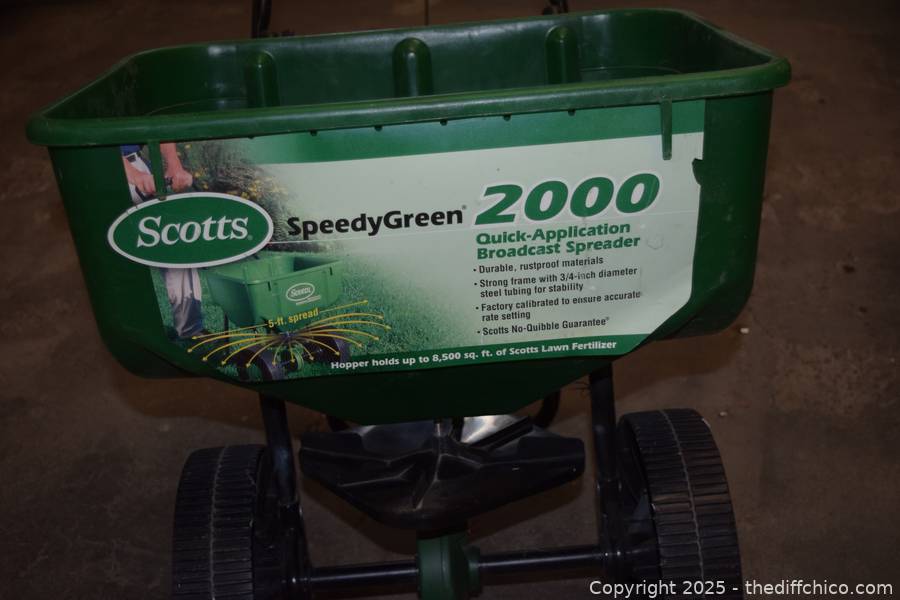 Scotts
SpeedyGreen® 2000
Quick-Application
Broadcast Spreader
• Durable, rustproof materials
• Strong frame with 3/4-inch diameter
steel tubing for stability
• Factory calibrated to ensure accurate
rate setting
• Scotts No-Quibble Guarantee®
Scotts
5-ft. spread
Hopper holds up to 8,500 sq. ft. of Scotts Lawn Fertilizer
Copyright 2025 - thediffchico.com